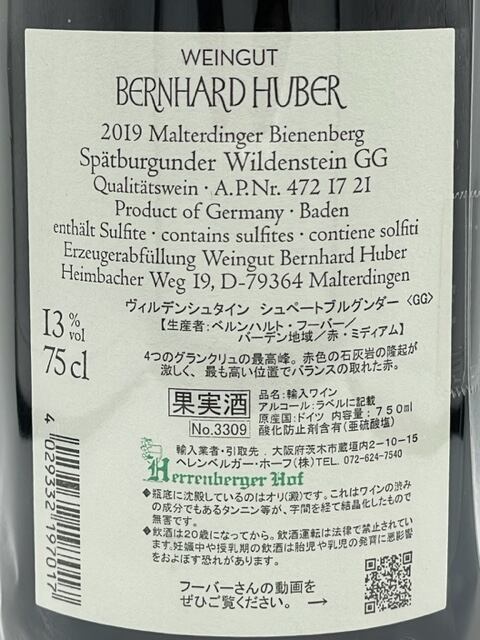 WEINGUT
BERNHARD HUBER
2019 Malterdinger Bienenberg
Spätburgunder Wildenstein GG
Qualitätswein · A.P.Nr. 472 17 21
Product of Germany · Baden
enthält Sulfite · contains sulfites · contiene solfiti
Erzeugerabfüllung Weingut Bernhard Huber
Heimbacher Weg 19, D-79364 Malterdingen
13 % vol
75 cl
ヴィルデンシュタイン シュペートブルグンダー〈GG〉
【生産者:ベルンハルト・フーバー/
バーデン地域/赤・ミディアム】
4つのグランクリュの最高峰。赤色の石灰岩の隆起が
激しく、最も高い位置でバランスの取れた赤。
果実酒
No.3309
品名:輸入ワイン
アルコール:ラベルに記載
原産国:ドイツ 内容量:750ml
酸化防止剤含有(亜硫酸塩)
輸入業者・引取先 . 大阪府茨木市蔵垣内2-10-15
ヘレンベルガー・ホーフ(株)TEL. 072-624-7540
Herrenberger Hof
◆瓶底に沈殿しているのはオリ(澱)です。これはワインの渋み
の成分でもあるタンニン等が、字間を経て結晶化したもので
無害です。
◆飲酒は20歳になってから。飲酒運転は法律で禁止されてい
ます。妊娠中や授乳期の飲酒は胎児や乳児の発育に悪影響
をおよぼす恐れがあります。
フーバーさんの動画を
ぜひご覧ください。 →
4 029332 197017